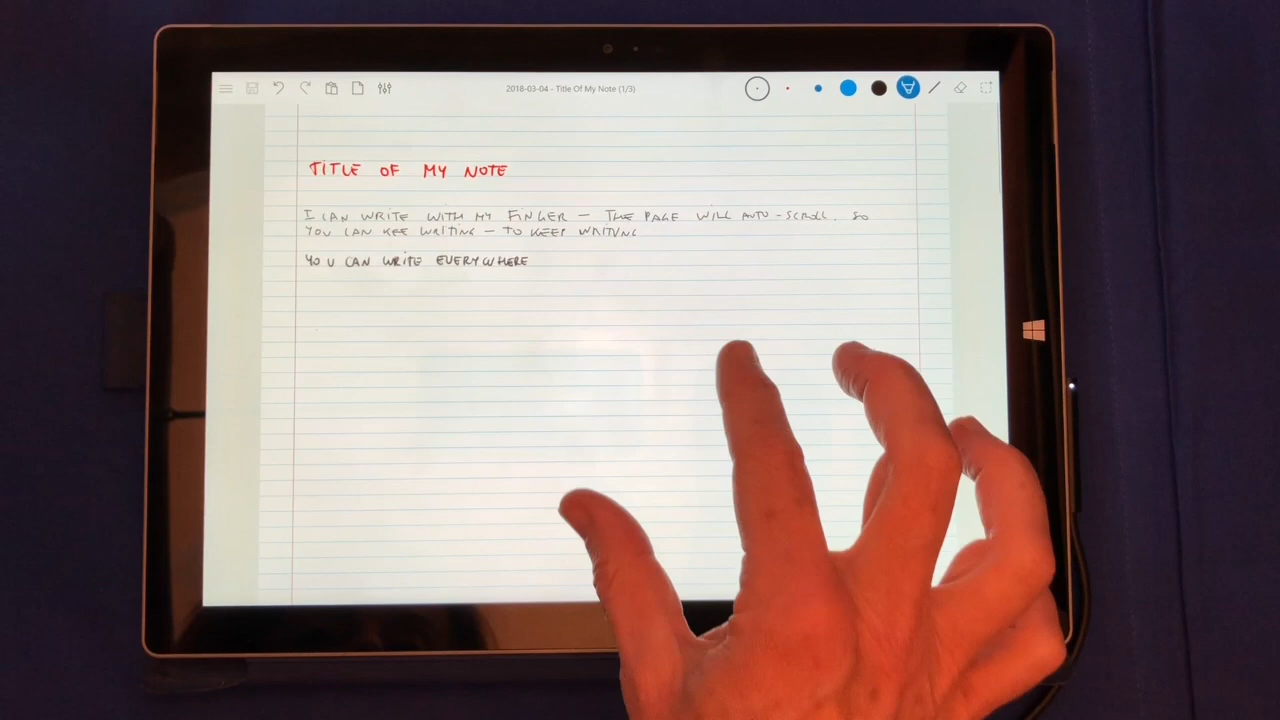 2018-03-04 - Title Of My Note (1/3)
TITLE OF MY NOTE
I CAN WRITE WITH MY FINGER - THE PAGE WILL AUTO-SCROLL. SO
YOU CAN KEE WRITING - TO KEEP WRITING
YOU CAN WRITE EVERYWHERE